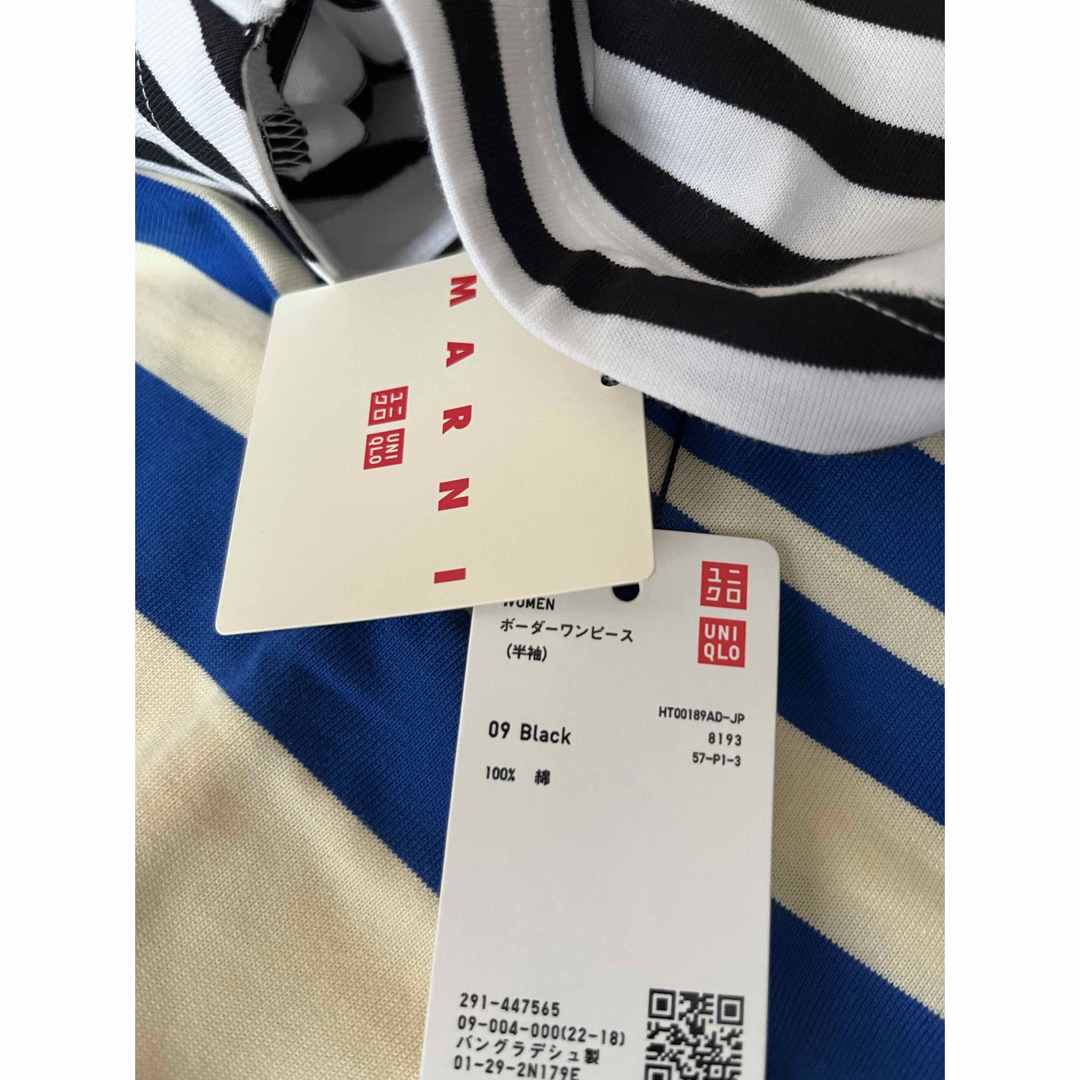 MARNI
ユニ
クロ
UNI
QLO
WOMEN
ボーダーワンピース
(半袖)
ユニ
クロ
UNI
QLO
09 Black
HT00189AD-JP
8193
57-P1-3
100% 綿
291-447565
09-004-000(22-18)
バングラデシュ製
01-29-2N179E